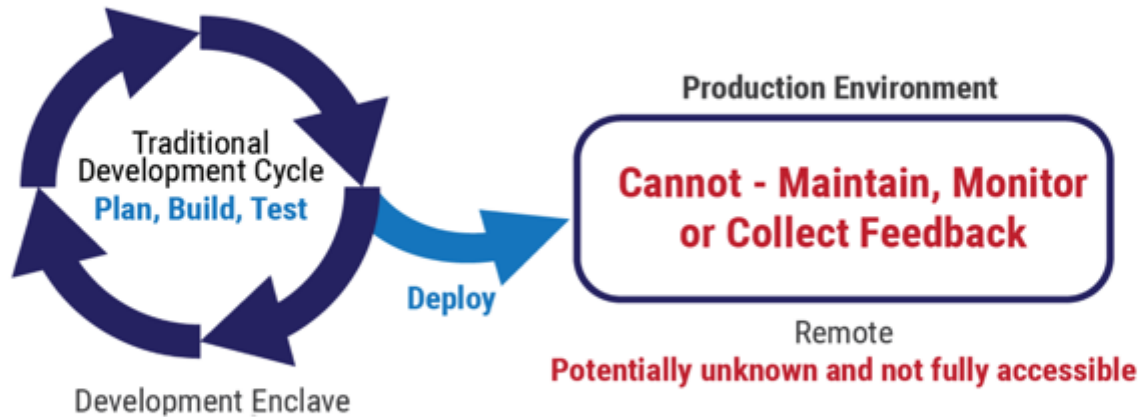 Traditional
Development Cycle
Plan, Build, Test
Development Enclave
Deploy
Production Environment
Cannot - Maintain, Monitor
or Collect Feedback
Remote
Potentially unknown and not fully accessible